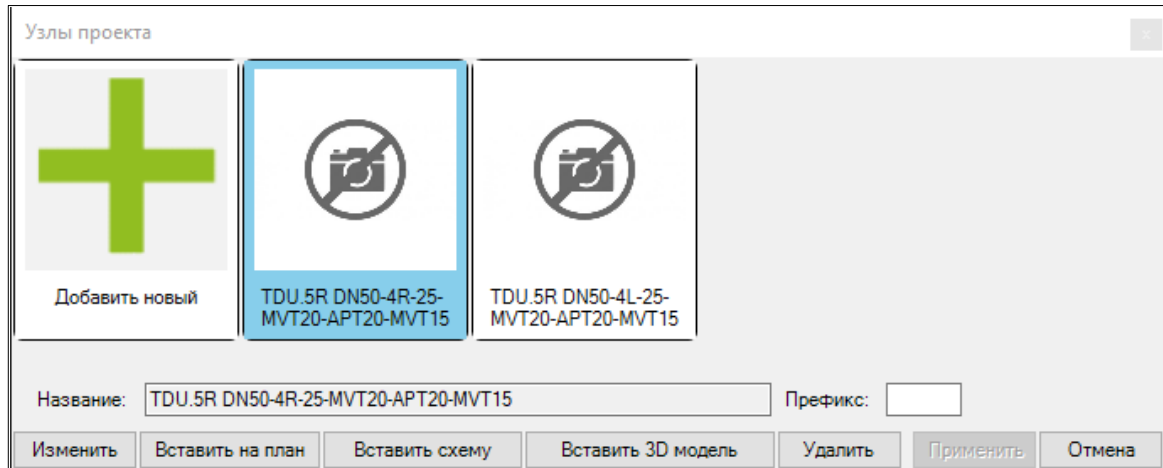 Узлы проекта
x
Добавить новый
TDU.5R DN50-4R-25-
MVT20-APT20-MVT15
TDU.5R DN50-4L-25-
MVT20-APT20-MVT15
Название: TDU.5R DN50-4R-25-MVT20-APT20-MVT15 Префикс:
Изменить Вставить на план Вставить схему Вставить 3D модель Удалить Применить Отмена